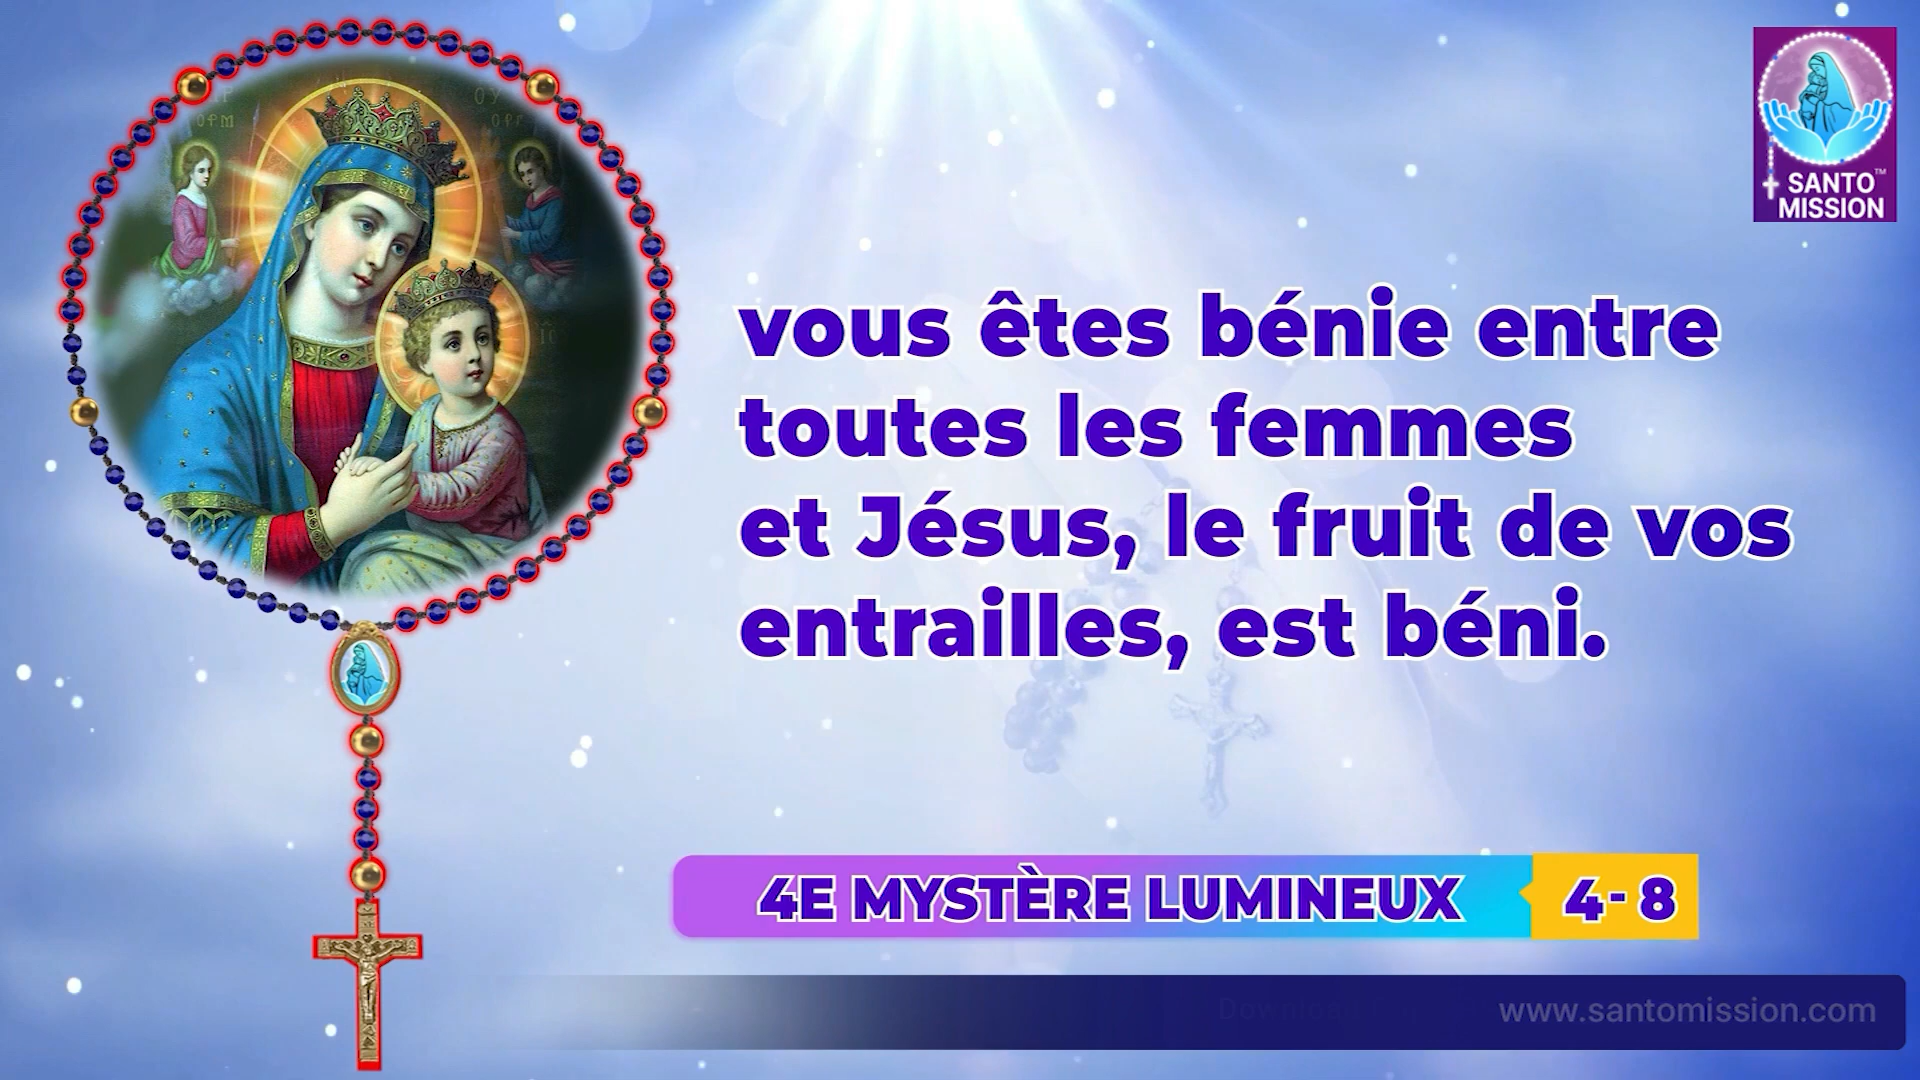 SANTO™
MISSION
vous êtes bénie entre
toutes les femmes
et Jésus, le fruit de vos
entrailles, est béni.
4E MYSTÈRE LUMINEUX
4-8
www.santomission.com